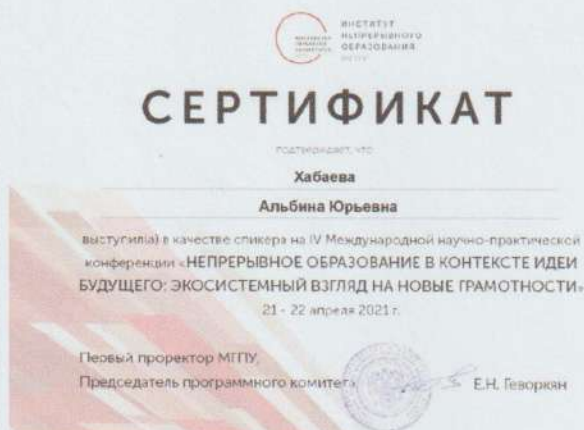 ИНСТИТУТ
НЕПРЕРЫВНОГО
ОБРАЗОВАНИЯ
СЕРТИФИКАТ
ПОДТВЕРЖДАЕТ, ЧТО
Хабаева
Альбина Юрьевна
выступил(а) в качестве спикера на IV Международной научно-практической
конференции «НЕПРЕРЫВНОЕ ОБРАЗОВАНИЕ В КОНТЕКСТЕ ИДЕИ
БУДУЩЕГО: ЭКОСИСТЕМНЫЙ ВЗГЛЯД НА НОВЫЕ ГРАМОТНОСТИ»
21 - 22 апреля 2021 г.
Первый проректор МГПУ,
Председатель программного комитета
Е.Н. Геворкян